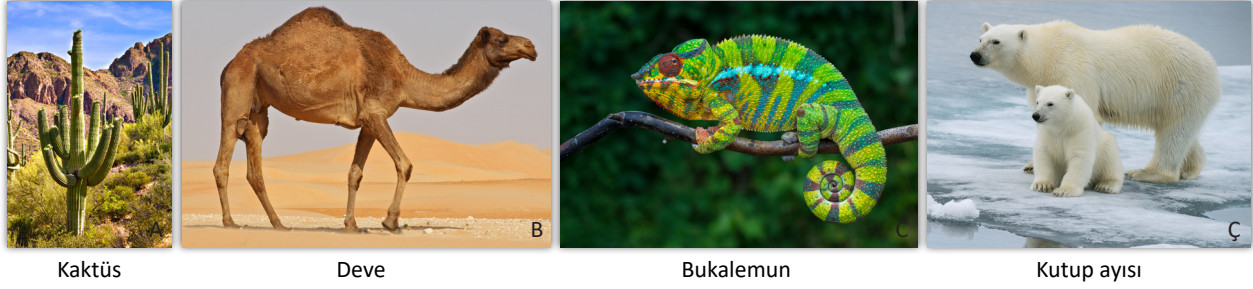 A
B
C
Ç
Kaktüs
Deve
Bukalemun
Kutup ayısı